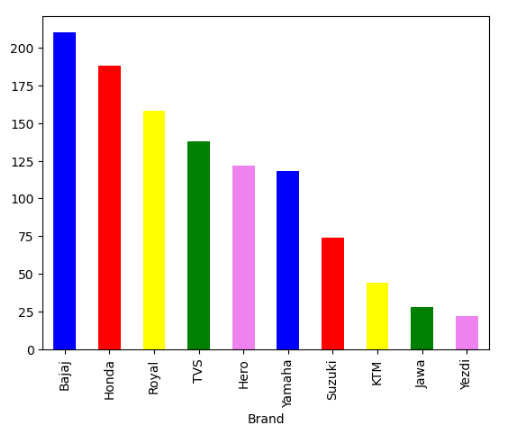 200
175
150
125
100
75
50
25
0
Bajaj
Honda
Royal
TVS
Hero
Yamaha
Suzuki
KTM
Jawa
Yezdi
Brand